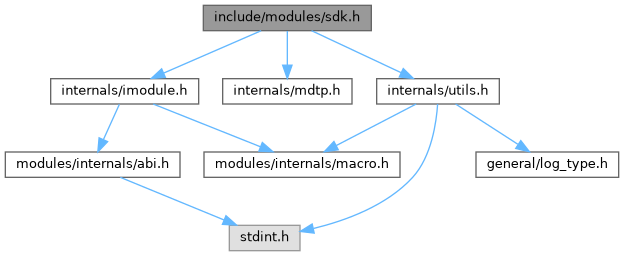 include/modules/sdk.h
internals/imodule.h
internals/mdtp.h
internals/utils.h
modules/internals/abi.h
modules/internals/macro.h
general/log_type.h
stdint.h